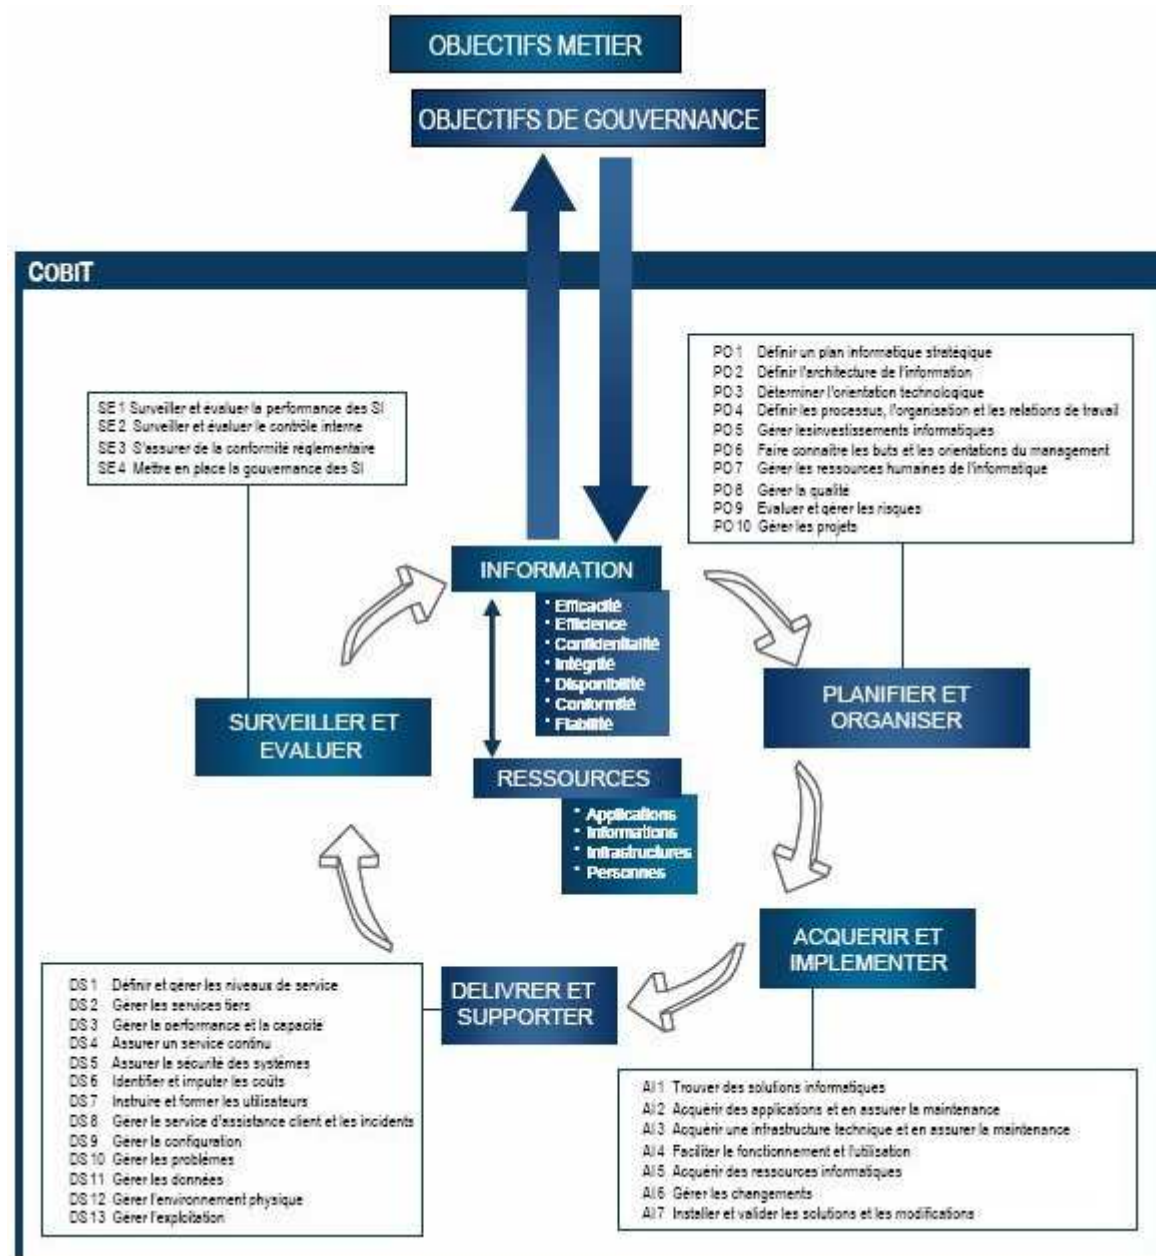 OBJECTIFS METIER
OBJECTIFS DE GOUVERNANCE
COBIT
PO 1 Définir un plan informatique stratégique
PO 2 Définir l'architecture de l'information
PO 3 Déterminer l'orientation technologique
PO 4 Définir les processus, l'organisation et les relations de travail
PO 5 Gérer lesinvestissements informatiques
PO 6 Faire connaître les buts et les orientations du management
PO 7 Gérer les ressources humaines de l'informatique
PO 8 Gérer la qualité
PO 9 Evaluer et gérer les risques
PO 10 Gérer les projets
SE 1 Surveiller et évaluer la performance des SI
SE 2 Surveiller et évaluer le contrôle interne
SE 3 S'assurer de la conformité réglementaire
SE 4 Mettre en place la gouvernance des SI
INFORMATION
• Efficacité
• Efficience
• Confidentialité
• Intégrité
• Disponibilité
• Conformité
• Fiabilité
PLANIFIER ET
ORGANISER
SURVEILLER ET
EVALUER
RESSOURCES
• Applications
• Informations
• Infrastructures
• Personnes
ACQUERIR ET
IMPLEMENTER
DELIVRER ET
SUPPORTER
DS 1 Définir et gérer les niveaux de service
DS 2 Gérer les services tiers
DS 3 Gérer la performance et la capacité
DS 4 Assurer un service continu
DS 5 Assurer la sécurité des systèmes
DS 6 Identifier et imputer les coûts
DS 7 Instruire et former les utilisateurs
DS 8 Gérer le service d'assistance client et les incidents
DS 9 Gérer la configuration
DS 10 Gérer les problèmes
DS 11 Gérer les données
DS 12 Gérer l'environnement physique
DS 13 Gérer l'exploitation
AI 1 Trouver des solutions informatiques
AI 2 Acquérir des applications et en assurer la maintenance
AI 3 Acquérir une infrastructure technique et en assurer la maintenance
AI 4 Faciliter le fonctionnement et l'utilisation
AI 5 Acquérir des ressources informatiques
AI 6 Gérer les changements
AI 7 Installer et valider les solutions et les modifications